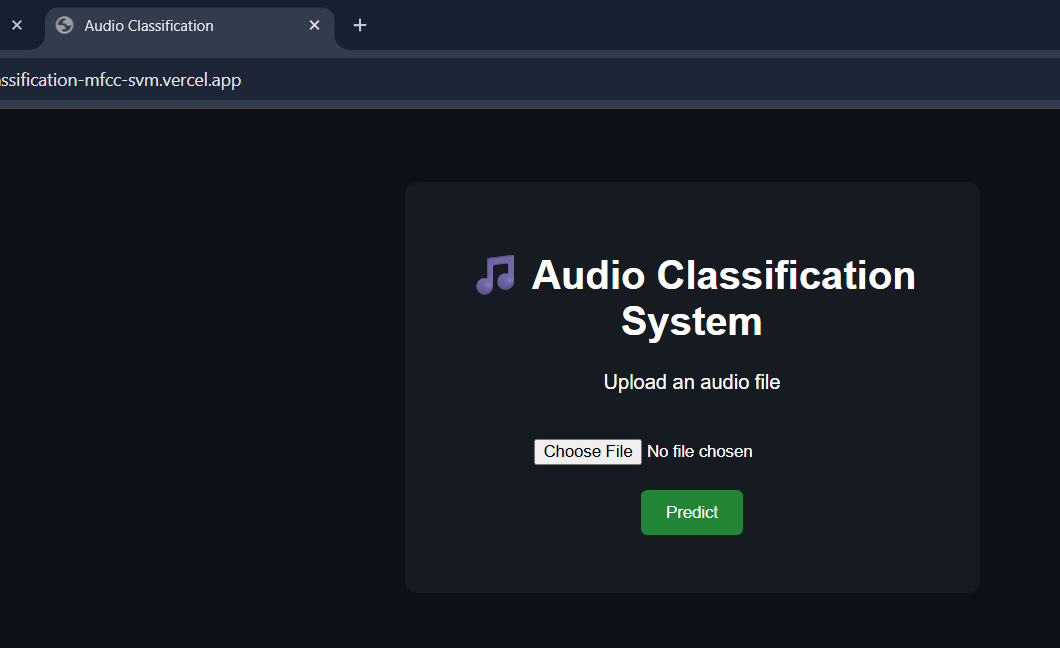 Audio Classification
ssification-mfcc-svm.vercel.app
Audio Classification
System
Upload an audio file
Choose File No file chosen
Predict